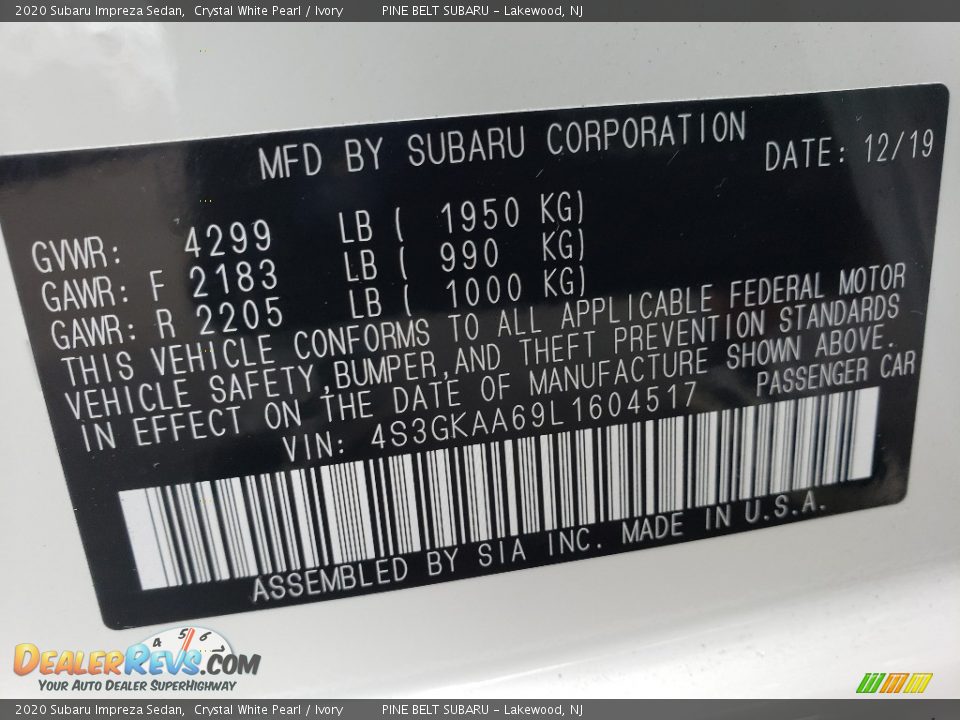 2020 Subaru Impreza Sedan, Crystal White Pearl / Ivory PINE BELT SUBARU - Lakewood, NJ
MFD BY SUBARU CORPORATION DATE: 12/19
GVWR: 4299 LB ( 1950 KG)
GAWR: F 2183 LB ( 990 KG)
GAWR: R 2205 LB ( 1000 KG)
THIS VEHICLE CONFORMS TO ALL APPLICABLE FEDERAL MOTOR
VEHICLE SAFETY,BUMPER,AND THEFT PREVENTION STANDARDS
IN EFFECT ON THE DATE OF MANUFACTURE SHOWN ABOVE.
VIN: 4S3GKAA69L1604517 PASSENGER CAR
ASSEMBLED BY SIA INC. MADE IN U.S.A.
4 5 6
DEALERREVS.COM
YOUR AUTO DEALER SUPERHIGHWAY
2020 Subaru Impreza Sedan, Crystal White Pearl / Ivory PINE BELT SUBARU - Lakewood, NJ